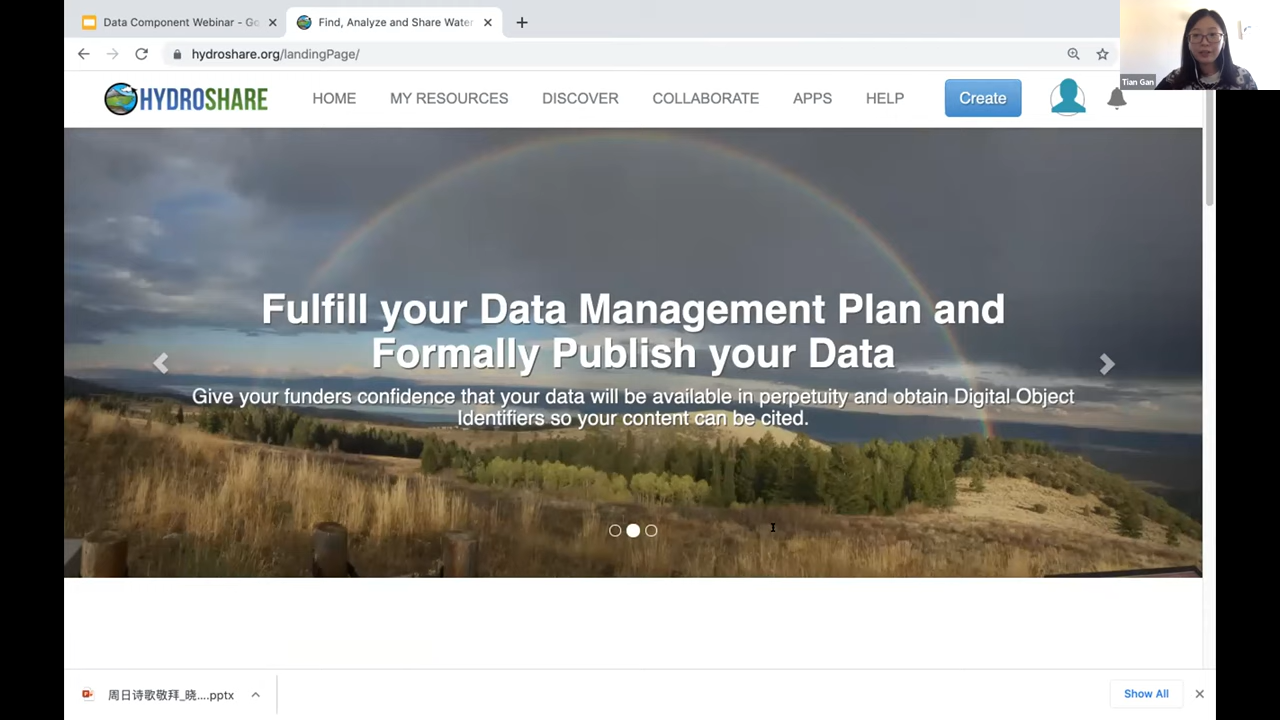 Data Component Webinar - Go
Find, Analyze and Share Water
hydroshare.org/landingPage/
Tian Gan
HYDROSHARE
HOME
MY RESOURCES
DISCOVER
COLLABORATE
APPS
HELP
Create
Fulfill your Data Management Plan and
Formally Publish your Data
Give your funders confidence that your data will be available in perpetuity and obtain Digital Object
Identifiers so your content can be cited.
周日诗歌敬拜_晓....pptx
Show All